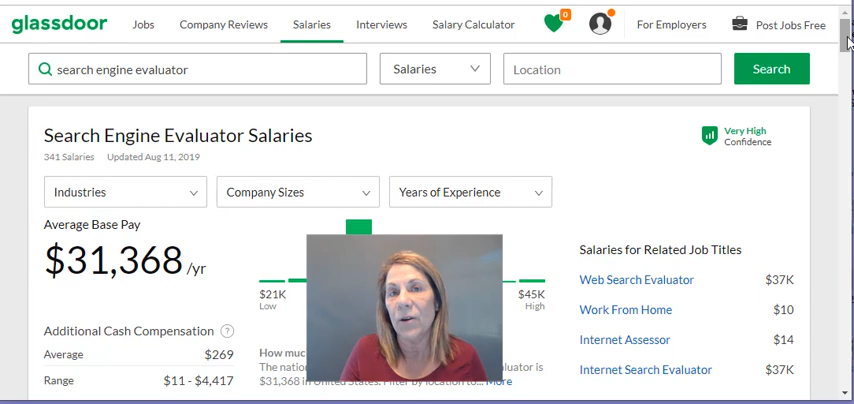 glassdoor Jobs Company Reviews Salaries Interviews Salary Calculator 0 For Employers Post Jobs Free
search engine evaluator Salaries Location Search
Search Engine Evaluator Salaries
341 Salaries Updated Aug 11, 2019
Very High
Confidence
Industries Company Sizes Years of Experience
Average Base Pay
$31,368 /yr
$21K
Low
$45K
High
Additional Cash Compensation ?
Average $269
Range $11 - $4,417
How muc
The natio
aluator is
$31,368 in United States. Filter by location to... More
Salaries for Related Job Titles
Web Search Evaluator $37K
Work From Home $10
Internet Assessor $14
Internet Search Evaluator $37K